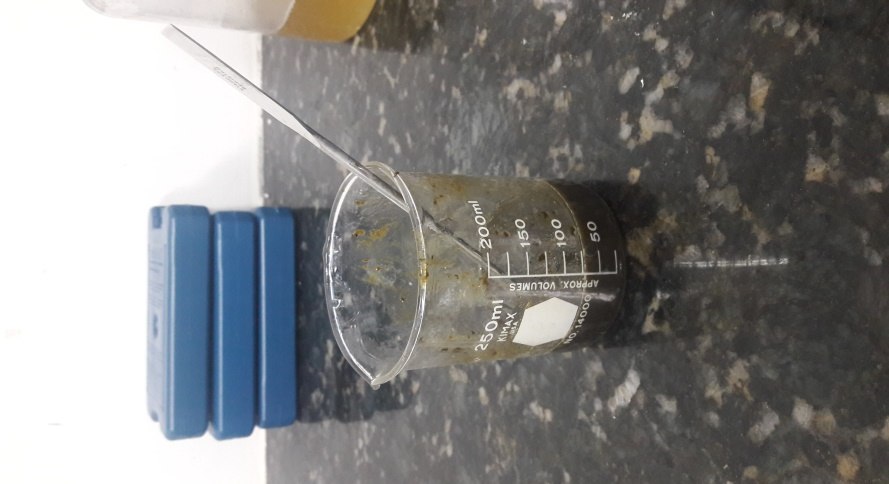 200ml
150
100
50
APPROX. VOLUMES
250ml
KIMAX
USA
NO. 14000